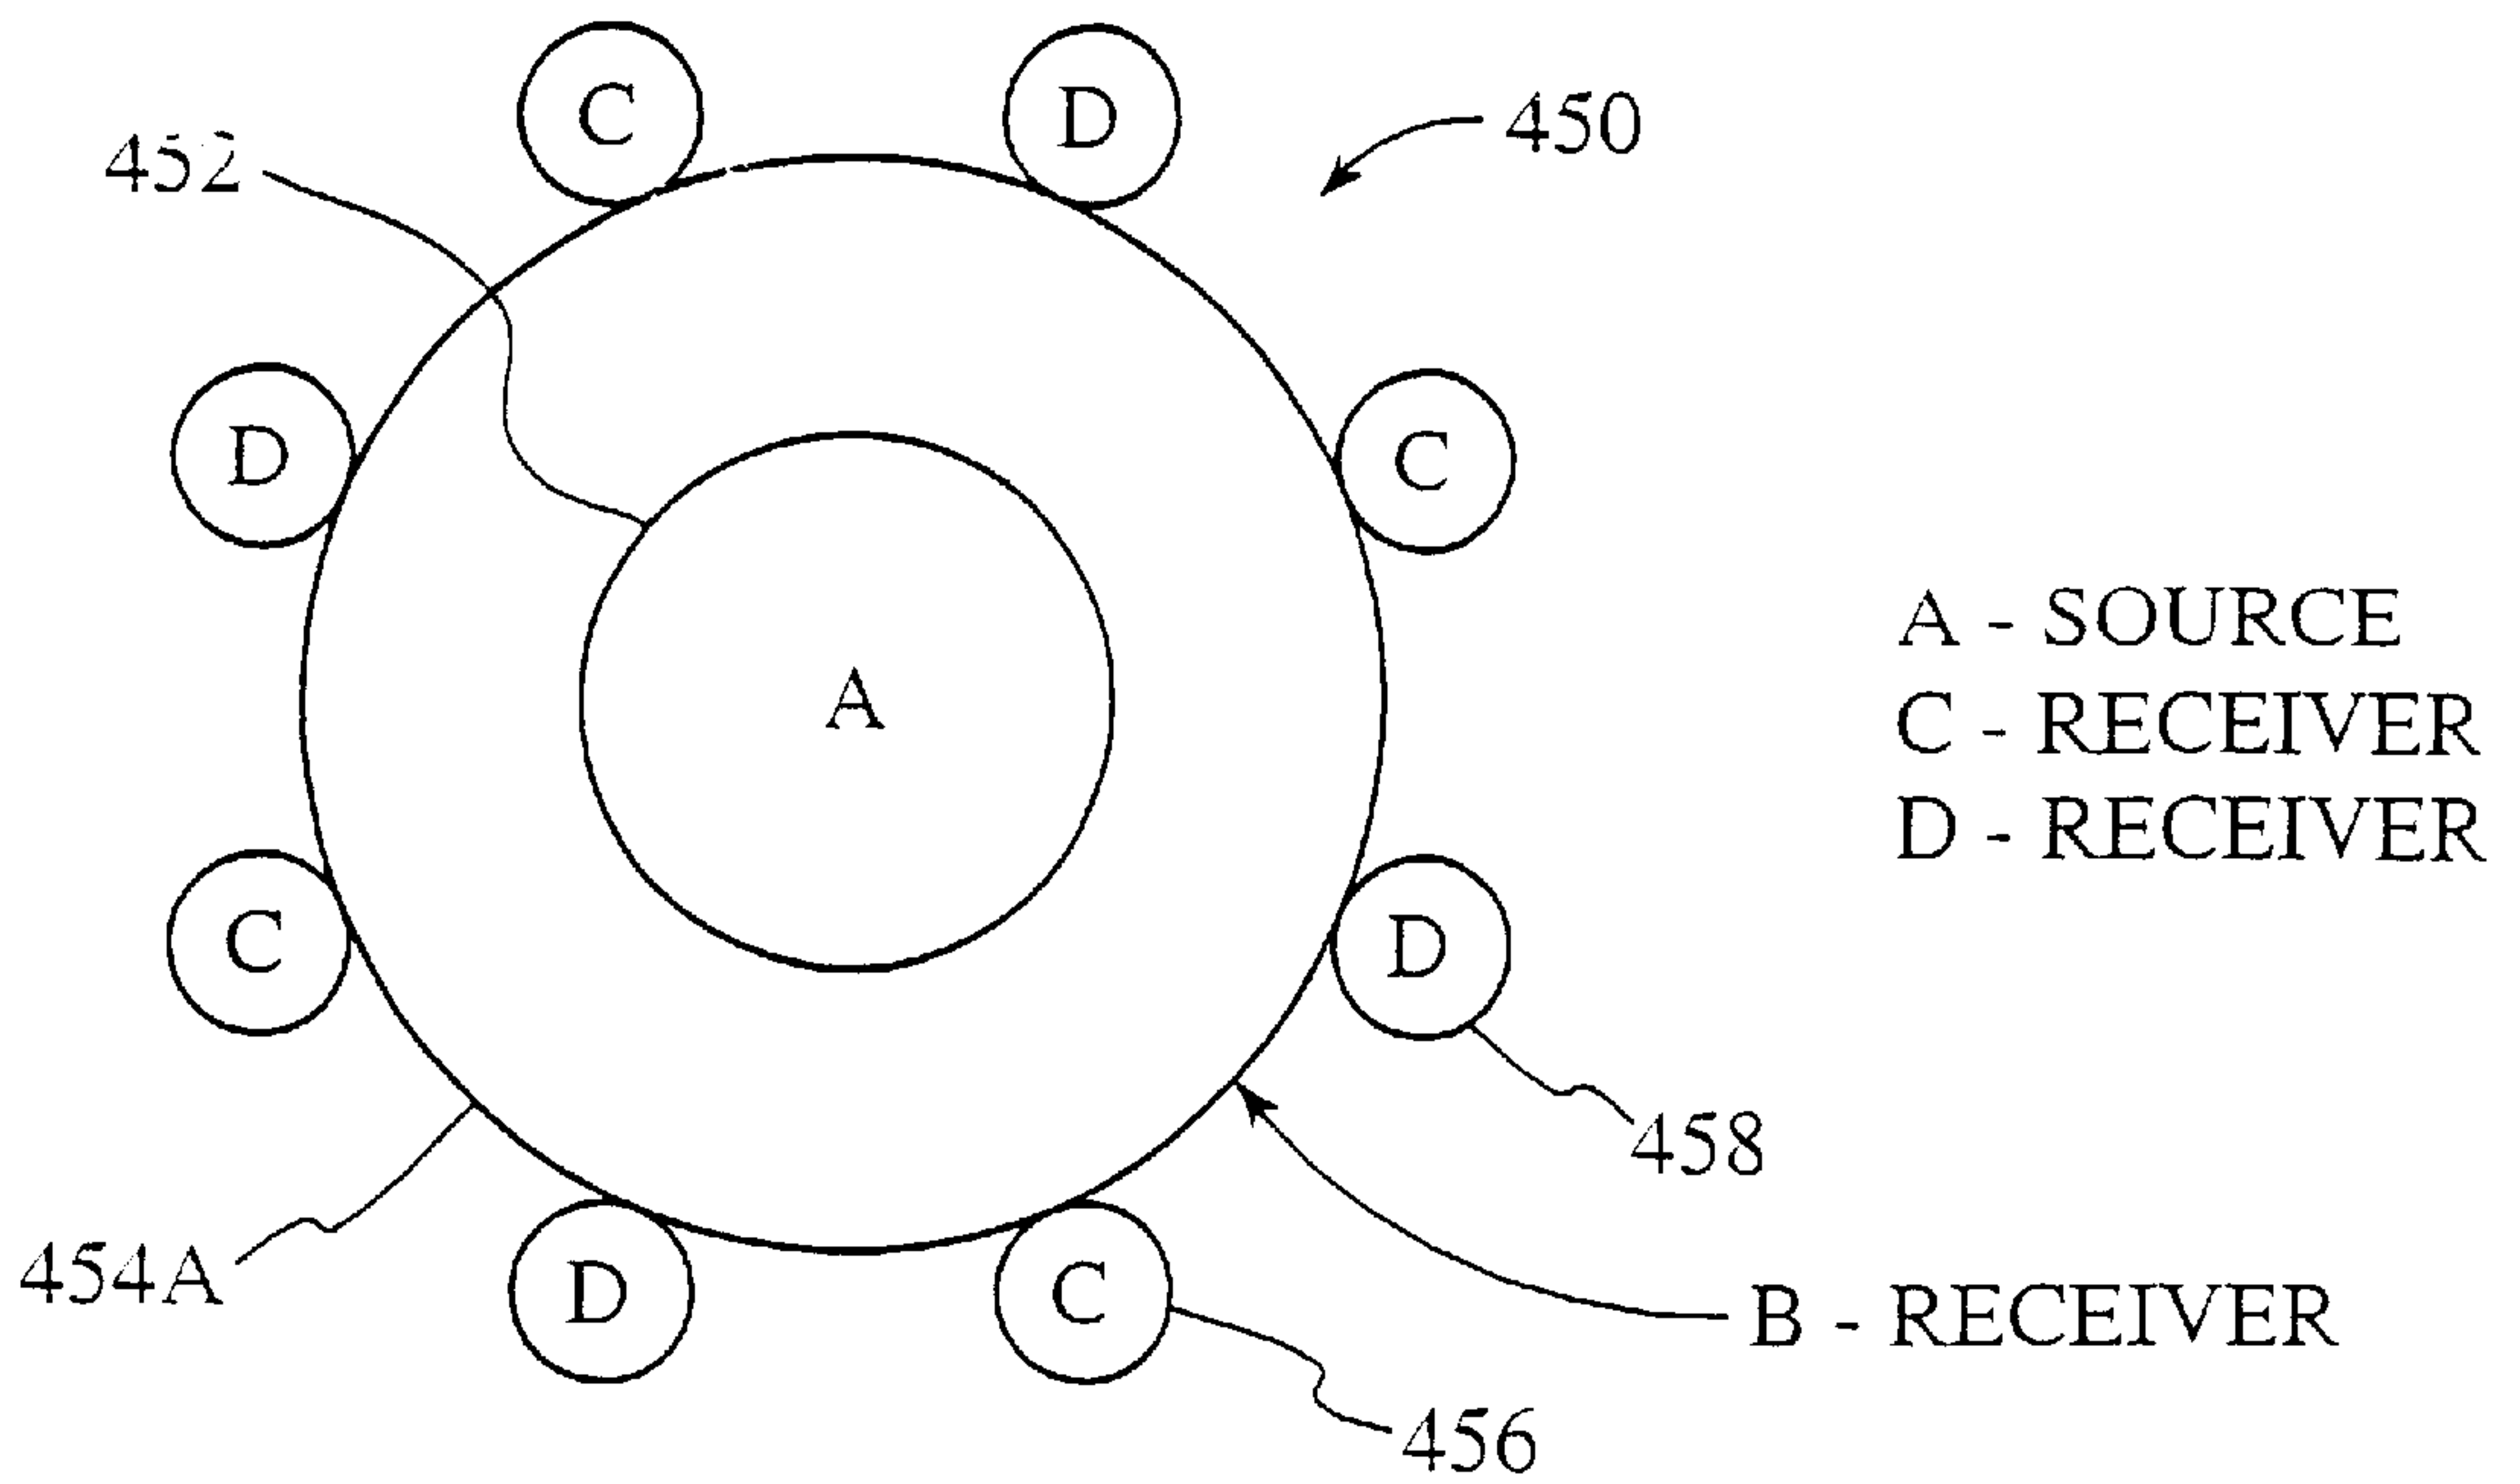 C
D
450
452
D
C
A - SOURCE
A
C - RECEIVER
D - RECEIVER
C
D
458
454A
D
C
B - RECEIVER
456